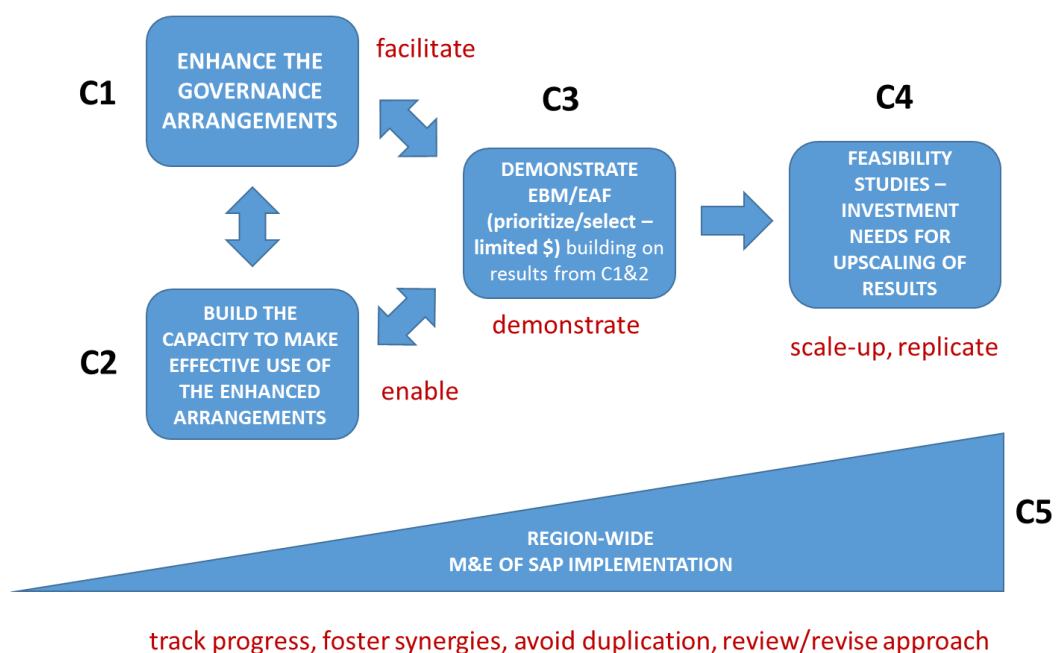 C1
ENHANCE THE
GOVERNANCE
ARRANGEMENTS
facilitate
C2
BUILD THE
CAPACITY TO MAKE
EFFECTIVE USE OF
THE ENHANCED
ARRANGEMENTS
enable
C3
DEMONSTRATE
EBM/EAF
(prioritize/select –
limited $) building on
results from C1&2
demonstrate
C4
FEASIBILITY
STUDIES –
INVESTMENT
NEEDS FOR
UPSCALING OF
RESULTS
scale-up, replicate
C5
REGION-WIDE
M&E OF SAP IMPLEMENTATION
track progress, foster synergies, avoid duplication, review/revise approach